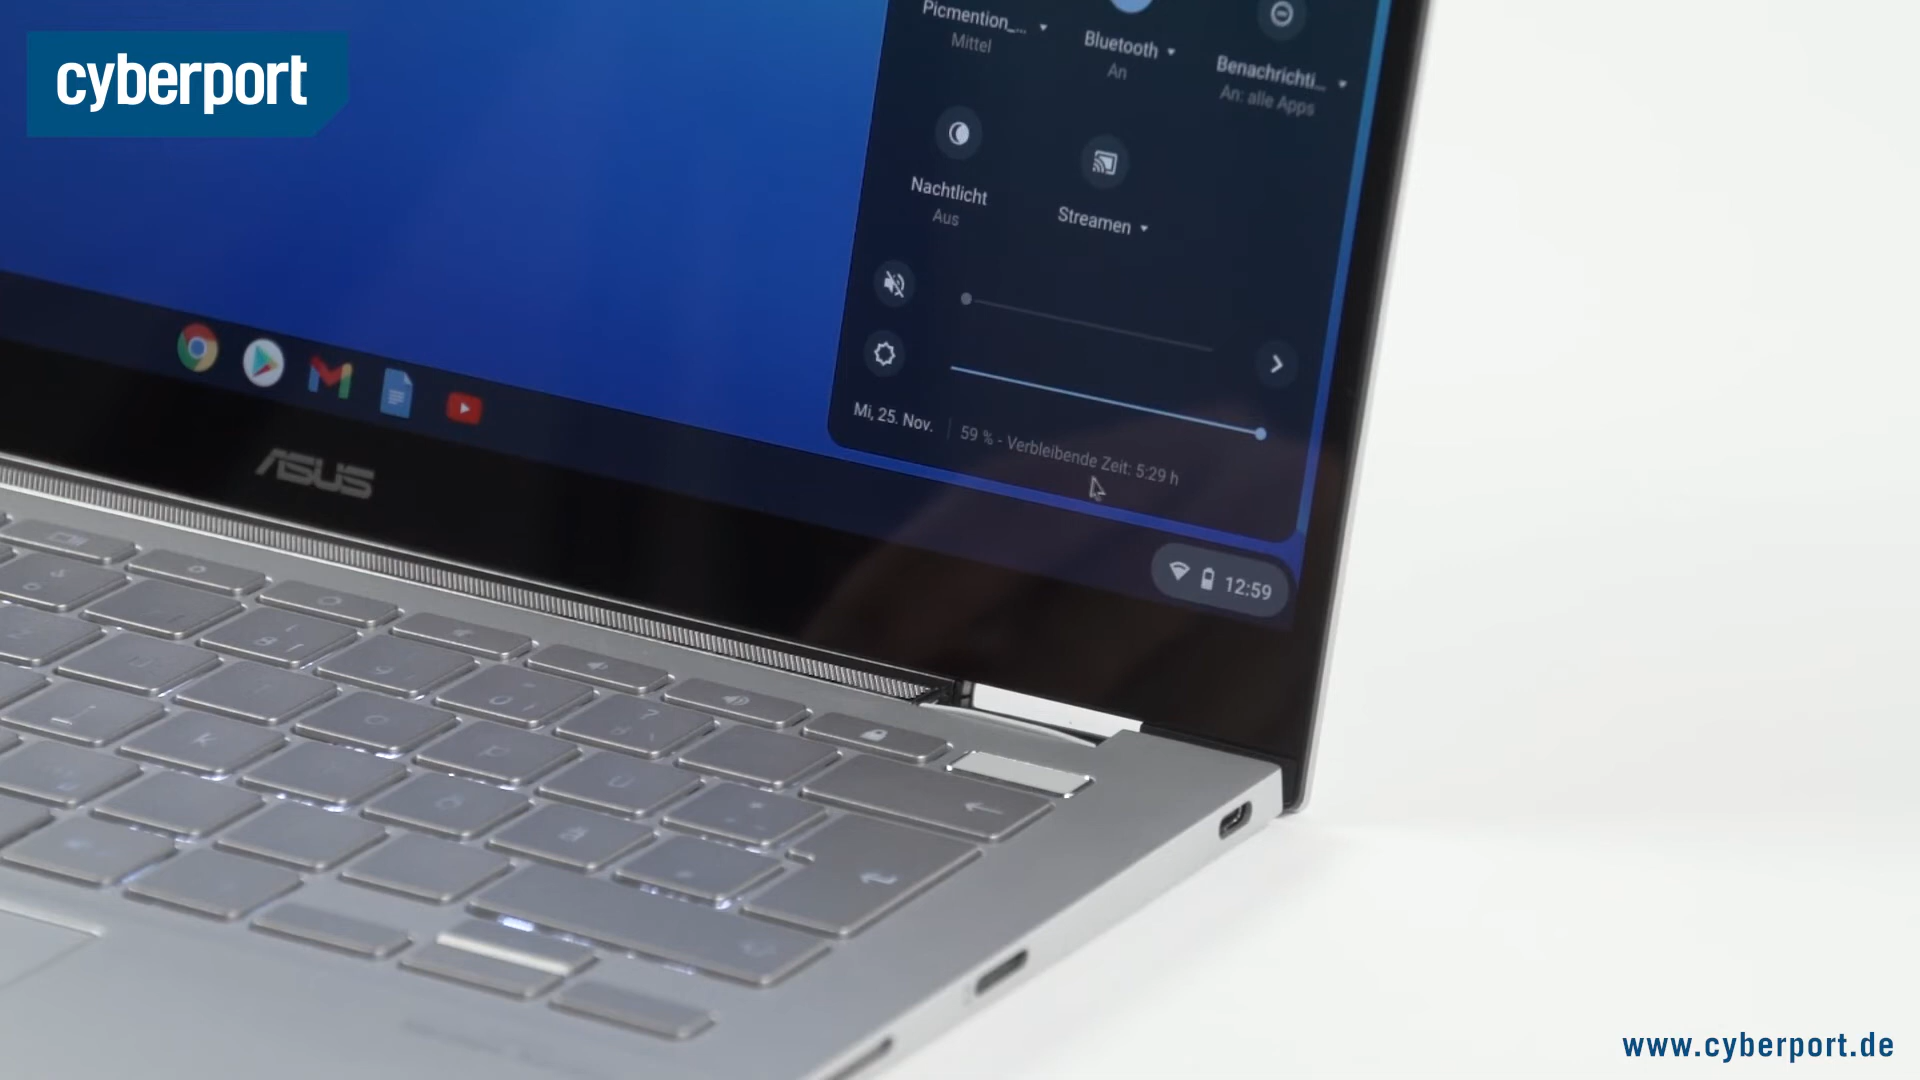 cyberport
Picmention_...
Mittel
Bluetooth
An
Benachrichti...
An: alle Apps
Nachtlicht
Aus
Streamen
Mi, 25. Nov.
59 % - Verbleibende Zeit: 5:29 h
12:59
ASUS
www.cyberport.de